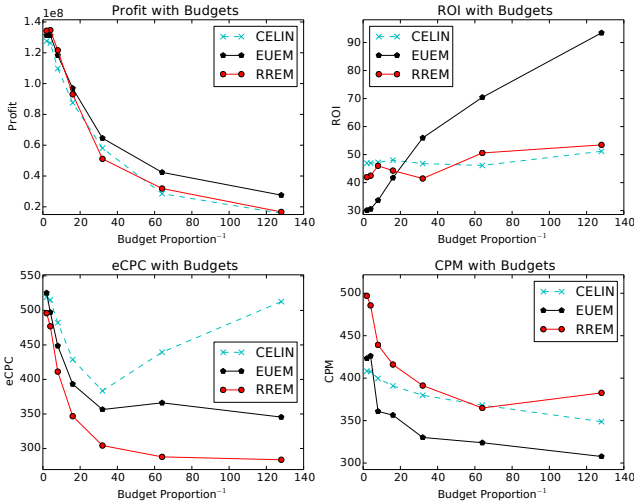 Profit with Budgets
1e8
1.4
1.2
1.0
0.8
0.6
0.4
0.2
Profit
CELIN
EUEM
RREM
0 20 40 60 80 100 120 140
Budget Proportion⁻¹
ROI with Budgets
90
80
70
60
50
40
30
ROI
CELIN
EUEM
RREM
0 20 40 60 80 100 120 140
Budget Proportion⁻¹
eCPC with Budgets
550
500
450
400
350
300
eCPC
CELIN
EUEM
RREM
0 20 40 60 80 100 120 140
Budget Proportion⁻¹
CPM with Budgets
500
450
400
350
300
CPM
CELIN
EUEM
RREM
0 20 40 60 80 100 120 140
Budget Proportion⁻¹